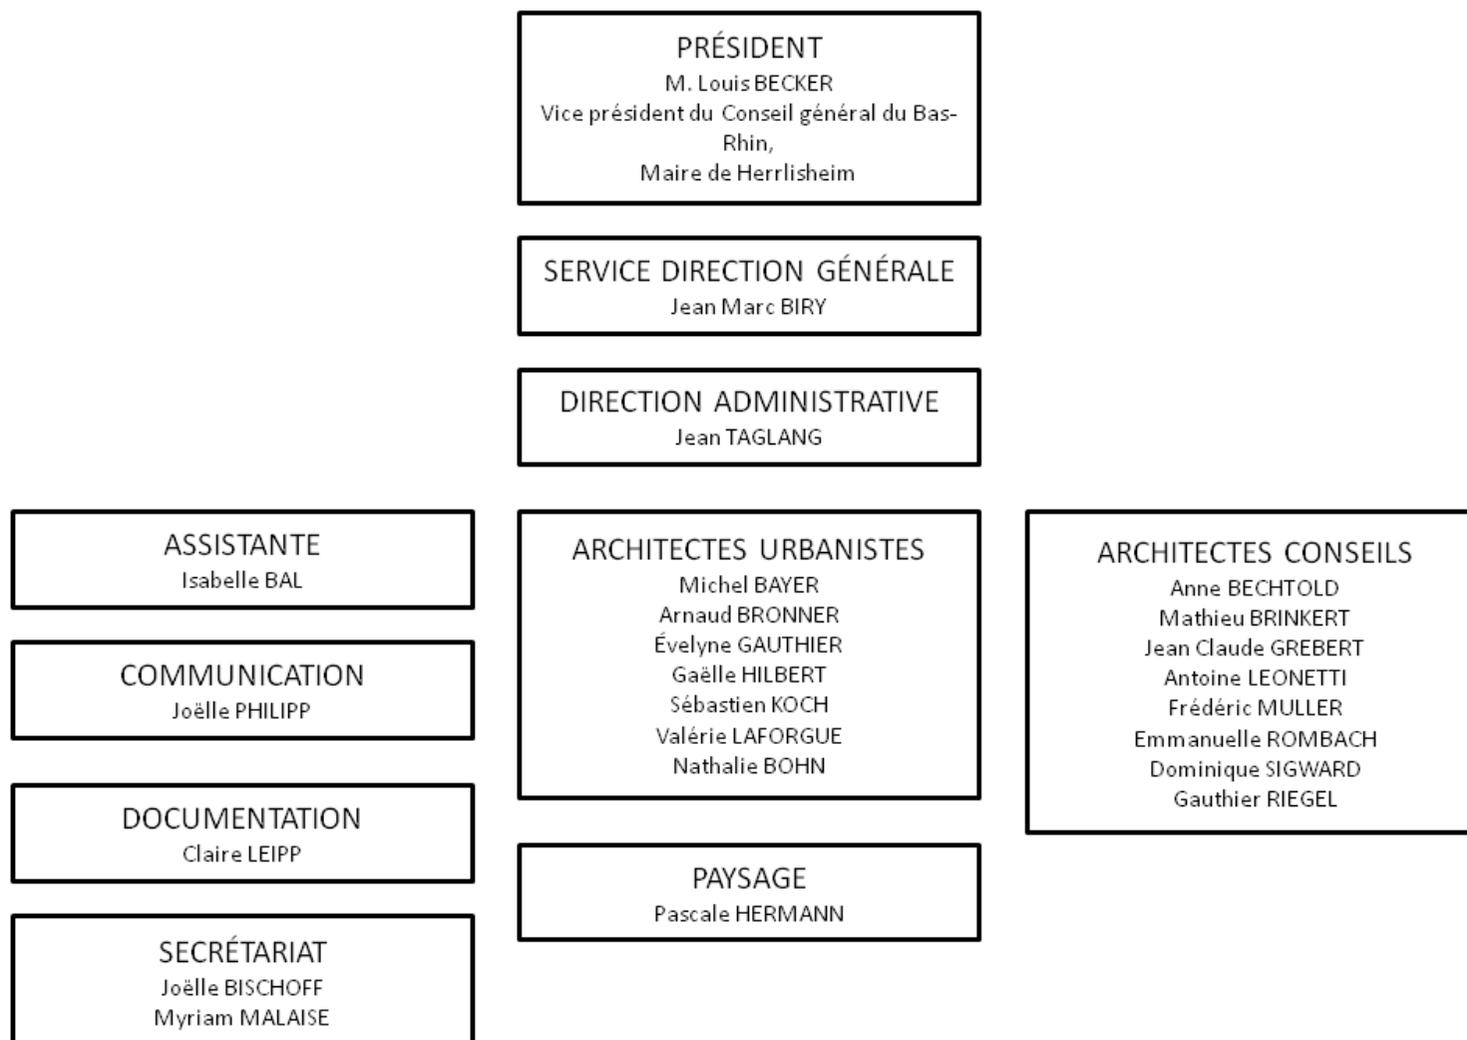 PRÉSIDENT
M. Louis BECKER
Vice président du Conseil général du Bas-
Rhin,
Maire de Herrlisheim
SERVICE DIRECTION GÉNÉRALE
Jean Marc BIRY
DIRECTION ADMINISTRATIVE
Jean TAGLANG
ASSISTANTE
Isabelle BAL
COMMUNICATION
Joëlle PHILIPP
DOCUMENTATION
Claire LEIPP
SECRÉTARIAT
Joëlle BISCHOFF
Myriam MALAISE
ARCHITECTES URBANISTES
Michel BAYER
Arnaud BRONNER
Évelyne GAUTHIER
Gaëlle HILBERT
Sébastien KOCH
Valérie LAFORGUE
Nathalie BOHN
PAYSAGE
Pascale HERMANN
ARCHITECTES CONSEILS
Anne BECHTOLD
Mathieu BRINKERT
Jean Claude GREBERT
Antoine LEONETTI
Frédéric MULLER
Emmanuelle ROMBACH
Dominique SIGWARD
Gauthier RIEGEL